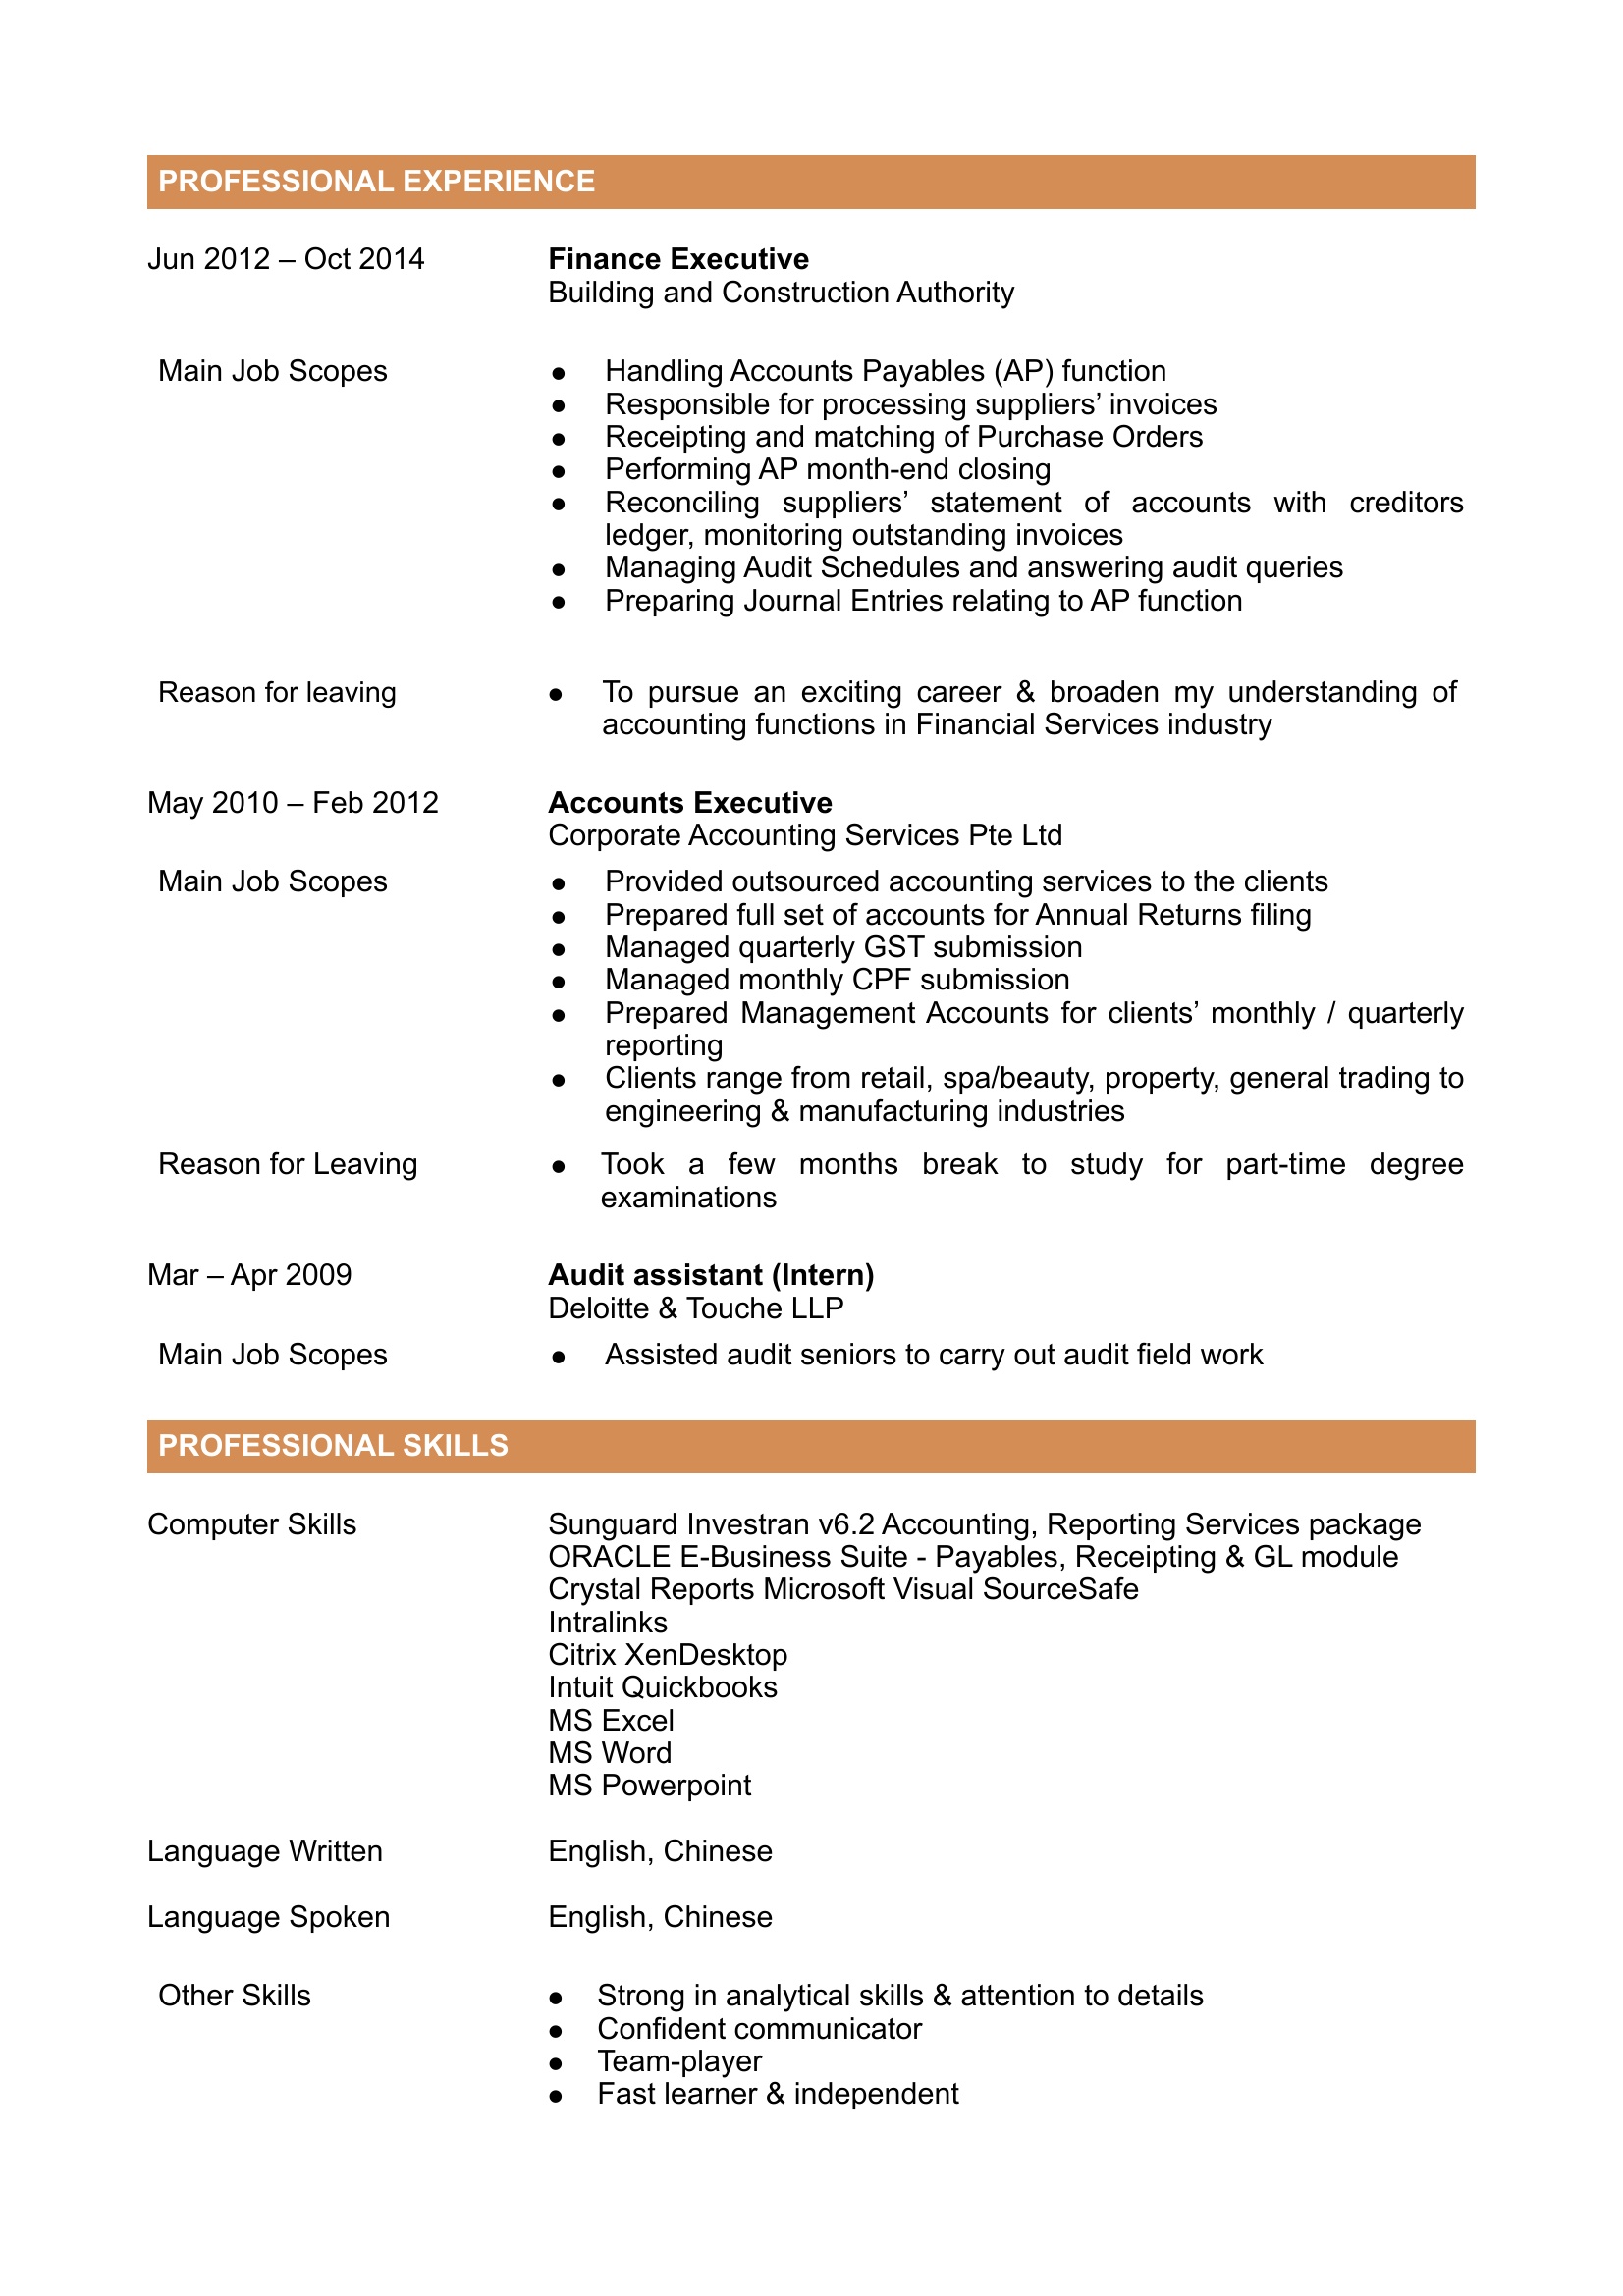 PROFESSIONAL EXPERIENCE
Jun 2012 – Oct 2014 Finance Executive
Building and Construction Authority
Main Job Scopes ● Handling Accounts Payables (AP) function
● Responsible for processing suppliers’ invoices
● Receipting and matching of Purchase Orders
● Performing AP month-end closing
● Reconciling suppliers’ statement of accounts with creditors
ledger, monitoring outstanding invoices
● Managing Audit Schedules and answering audit queries
● Preparing Journal Entries relating to AP function
Reason for leaving ● To pursue an exciting career & broaden my understanding of
accounting functions in Financial Services industry
May 2010 – Feb 2012 Accounts Executive
Corporate Accounting Services Pte Ltd
Main Job Scopes ● Provided outsourced accounting services to the clients
● Prepared full set of accounts for Annual Returns filing
● Managed quarterly GST submission
● Managed monthly CPF submission
● Prepared Management Accounts for clients’ monthly / quarterly
reporting
● Clients range from retail, spa/beauty, property, general trading to
engineering & manufacturing industries
Reason for Leaving ● Took a few months break to study for part-time degree
examinations
Mar – Apr 2009 Audit assistant (Intern)
Deloitte & Touche LLP
Main Job Scopes ● Assisted audit seniors to carry out audit field work
PROFESSIONAL SKILLS
Computer Skills Sunguard Investran v6.2 Accounting, Reporting Services package
ORACLE E-Business Suite - Payables, Receipting & GL module
Crystal Reports Microsoft Visual SourceSafe
Intralinks
Citrix XenDesktop
Intuit Quickbooks
MS Excel
MS Word
MS Powerpoint
Language Written English, Chinese
Language Spoken English, Chinese
Other Skills ● Strong in analytical skills & attention to details
● Confident communicator
● Team-player
● Fast learner & independent